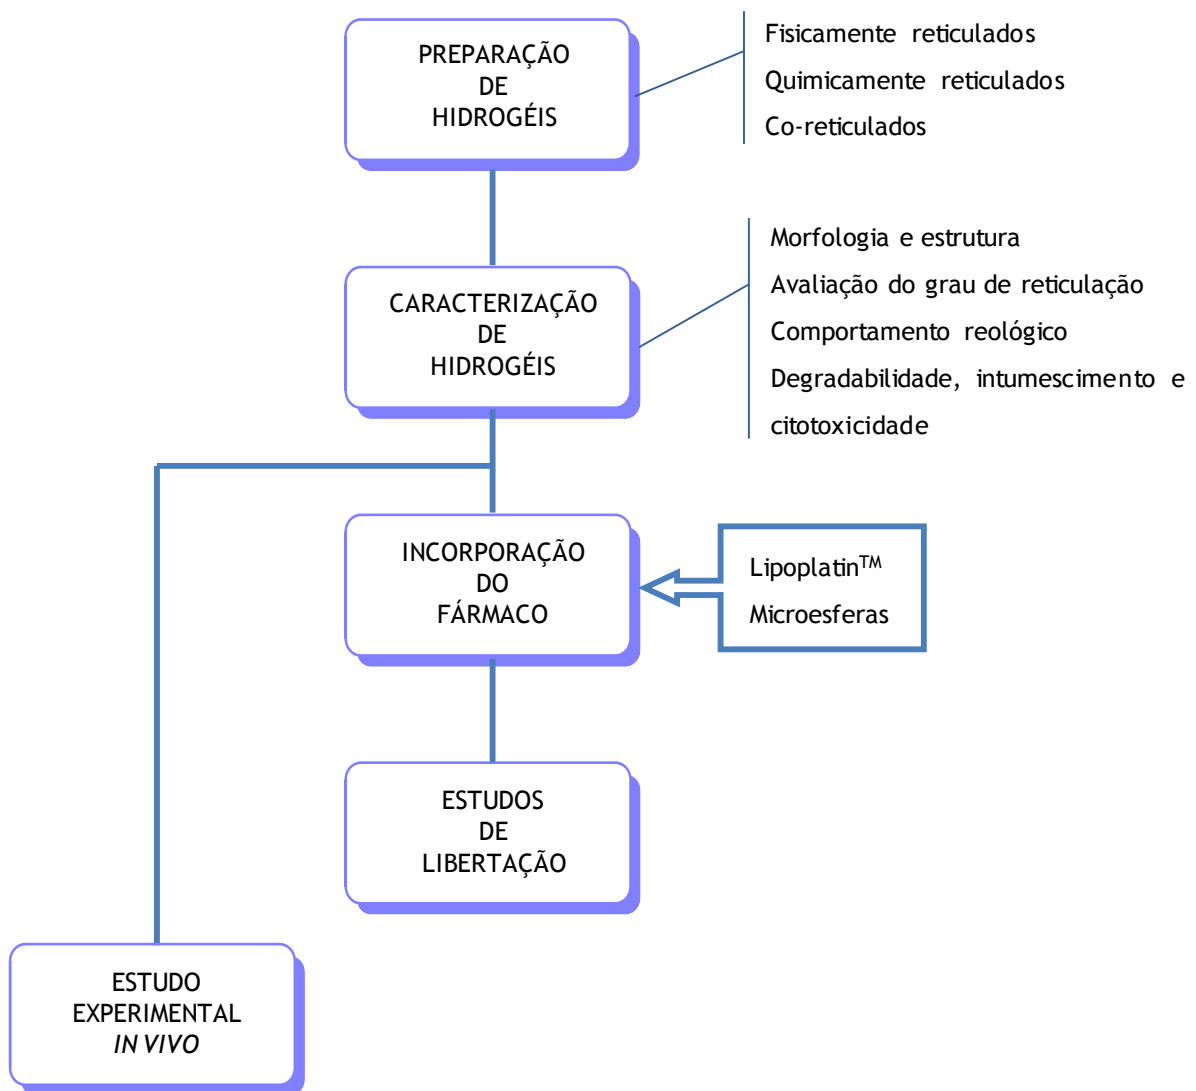 PREPARAÇÃO
DE
HIDROGÉIS
Fisicamente reticulados
Quimicamente reticulados
Co-reticulados
CARACTERIZAÇÃO
DE
HIDROGÉIS
Morfologia e estrutura
Avaliação do grau de reticulação
Comportamento reológico
Degradabilidade, intumescimento e
citotoxicidade
INCORPORAÇÃO
DO
FÁRMACO
Lipoplatin™
Microesferas
ESTUDOS
DE
LIBERTAÇÃO
ESTUDO
EXPERIMENTAL
IN VIVO